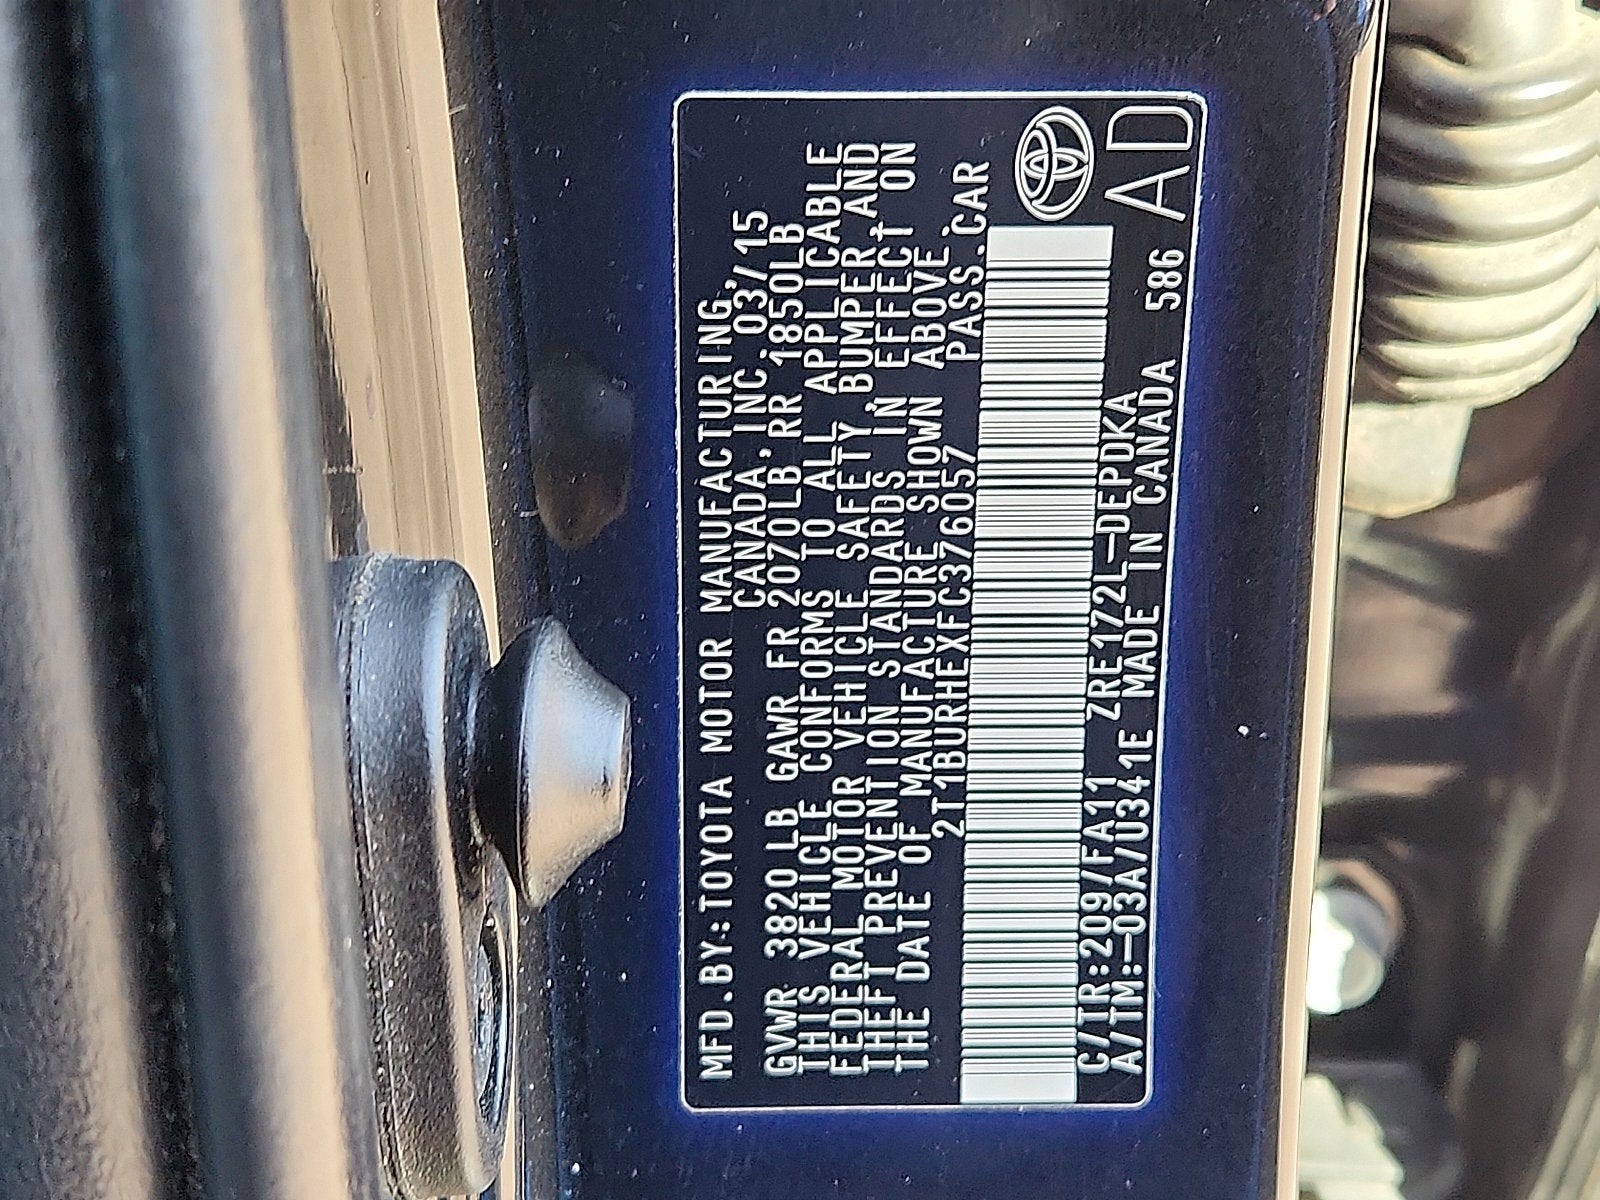 MFD.BY:TOYOTA MOTOR MANUFACTURING
CANADA, INC. 03/15
GVWR 3820LB GAWR FR 2070LB RR 1850LB
THIS VEHICLE CONFORMS TO ALL APPLICABLE
FEDERAL MOTOR VEHICLE SAFETY, BUMPER, AND
THEFT PREVENTION STANDARDS IN EFFECT ON
THE DATE OF MANUFACTURE SHOWN ABOVE.
2T1BURHEXFC376057 PASS.CAR
C/TR:209/FA11 ZRE172L-DEPDKA
A/TM:-03A/U341E MADE IN CANADA 586
AD